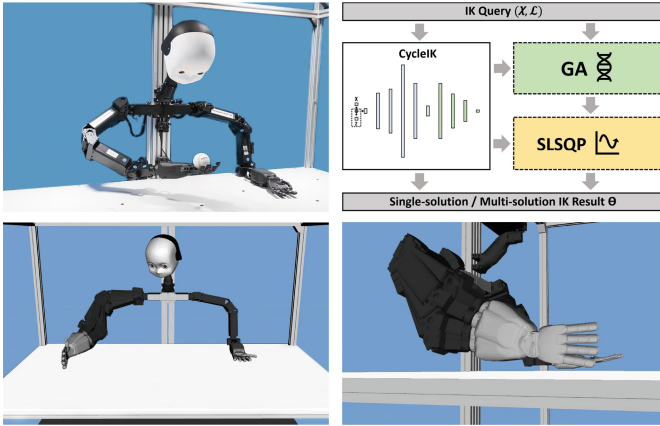 IK Query (X, L)
CycleIK
GA
SLSQP
Single-solution / Multi-solution IK Result Θ